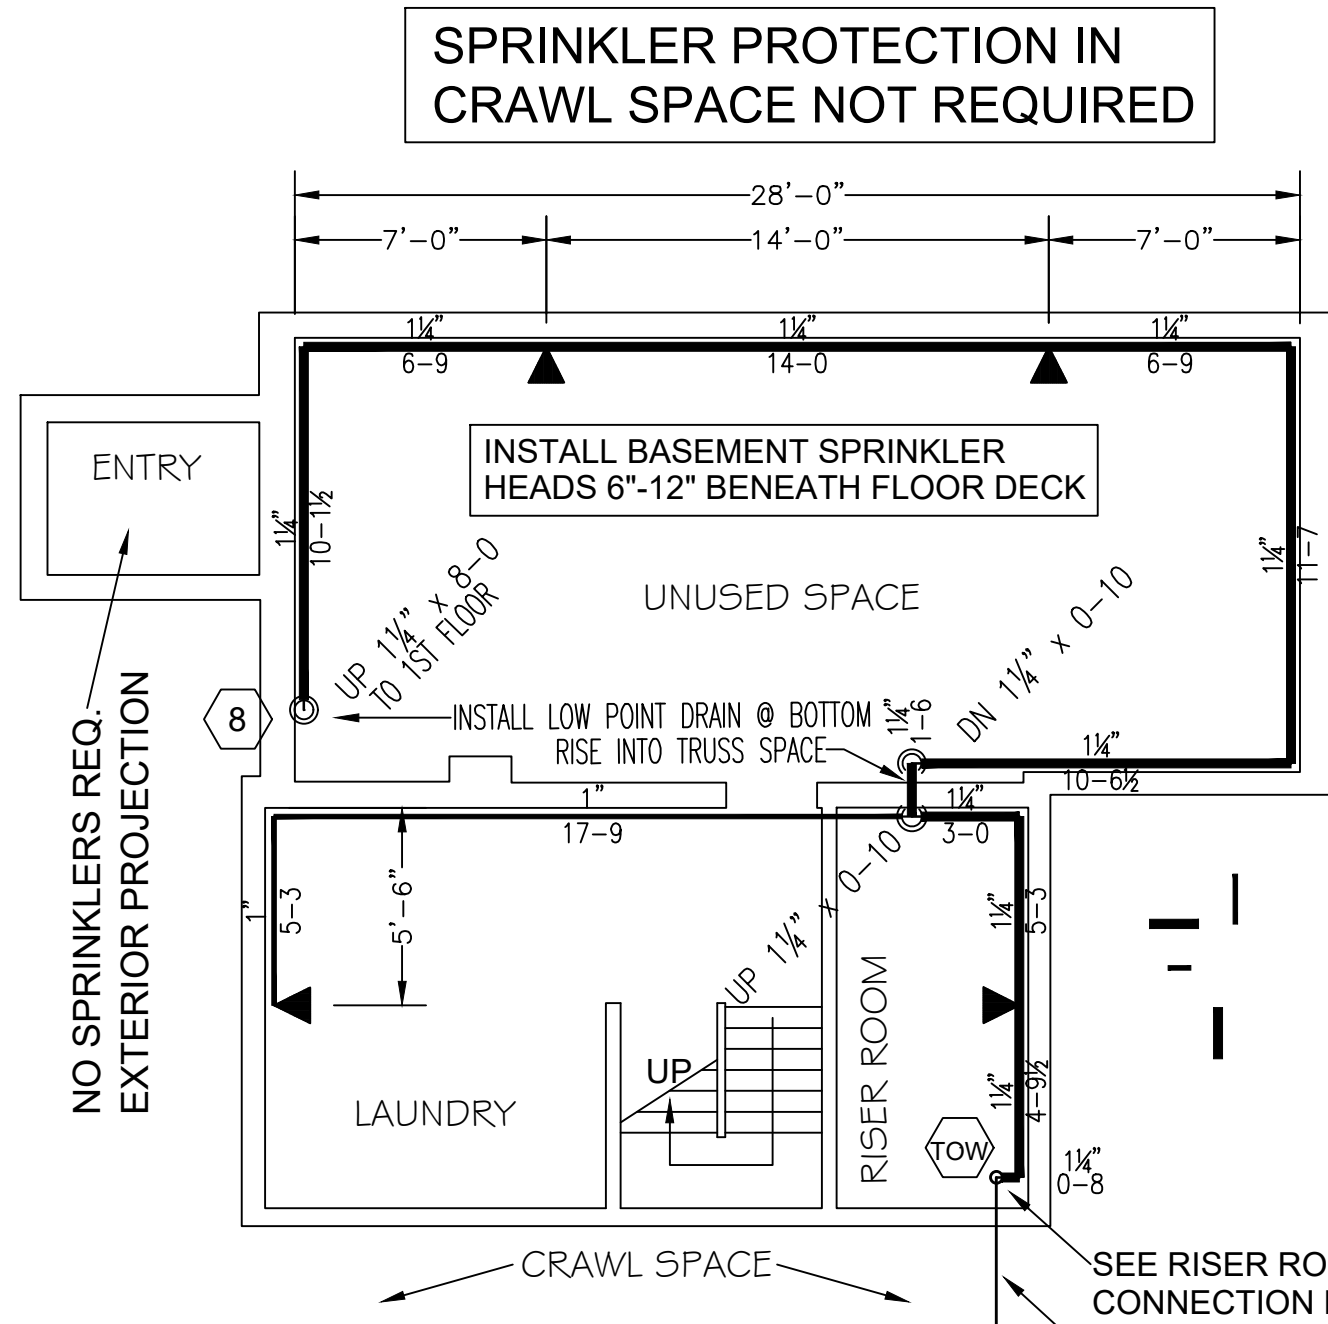 SPRINKLER PROTECTION IN
CRAWL SPACE NOT REQUIRED
28'-0"
7'-0"
14'-0"
7'-0"
1¼"
6-9
1¼"
14-0
1¼"
6-9
ENTRY
INSTALL BASEMENT SPRINKLER
HEADS 6"-12" BENEATH FLOOR DECK
1¼"
10-1½
1¼"
11-7
UNUSED SPACE
UP 1¼" X 8-0
TO 1ST FLOOR
DN 1¼" X 0-10
8
INSTALL LOW POINT DRAIN @ BOTTOM
RISE INTO TRUSS SPACE
1¼"
1-6
1¼"
10-6½
NO SPRINKLERS REQ.
EXTERIOR PROJECTION
1"
17-9
1¼"
3-0
1"
5-3
5'-6"
UP 1¼" X 0-10
1¼"
5-3
RISER ROOM
UP
LAUNDRY
1¼"
4-9½
TOW
1¼"
0-8
CRAWL SPACE
SEE RISER RO
CONNECTION